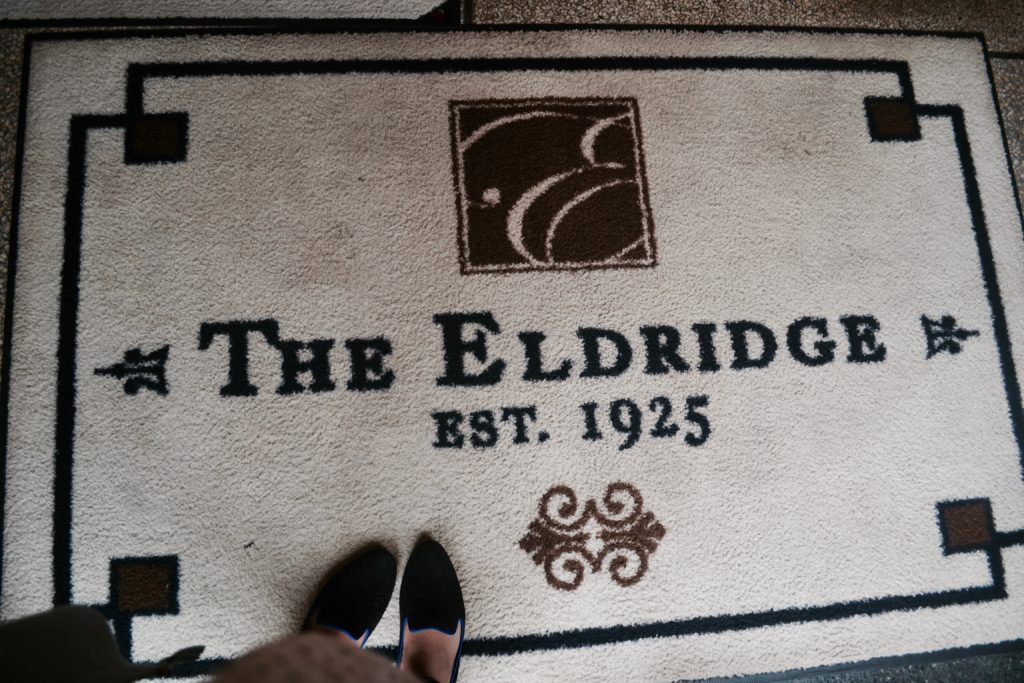 The Eldridge
Est. 1925